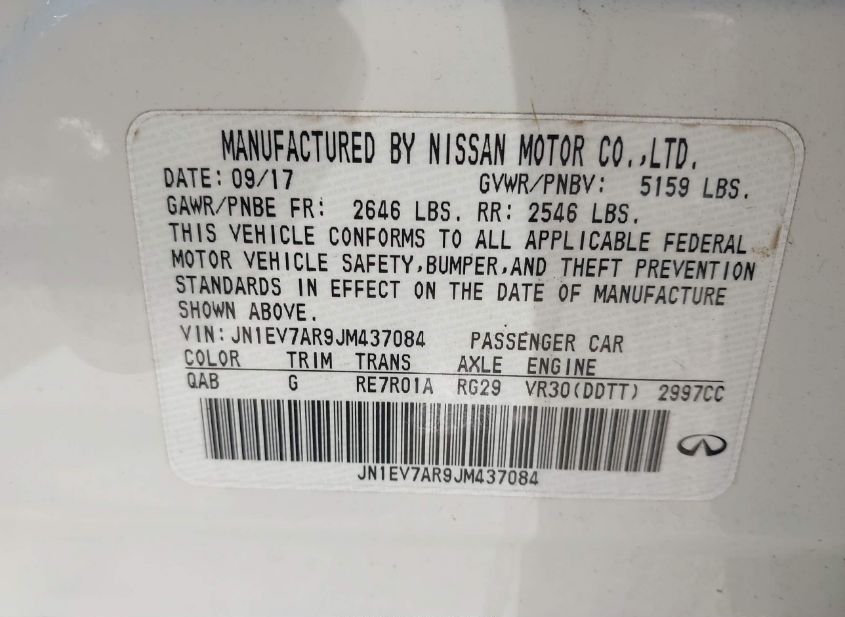 MANUFACTURED BY NISSAN MOTOR CO.,LTD.
DATE: 09/17 GVWR/PNBV: 5159 LBS.
GAWR/PNBE FR: 2646 LBS. RR: 2546 LBS.
THIS VEHICLE CONFORMS TO ALL APPLICABLE FEDERAL
MOTOR VEHICLE SAFETY,BUMPER,AND THEFT PREVENTION
STANDARDS IN EFFECT ON THE DATE OF MANUFACTURE
SHOWN ABOVE.
VIN: JN1EV7AR9JM437084 PASSENGER CAR
COLOR TRIM TRANS AXLE ENGINE
QAB G RE7R01A RG29 VR30(DDTT) 2997CC
JN1EV7AR9JM437084